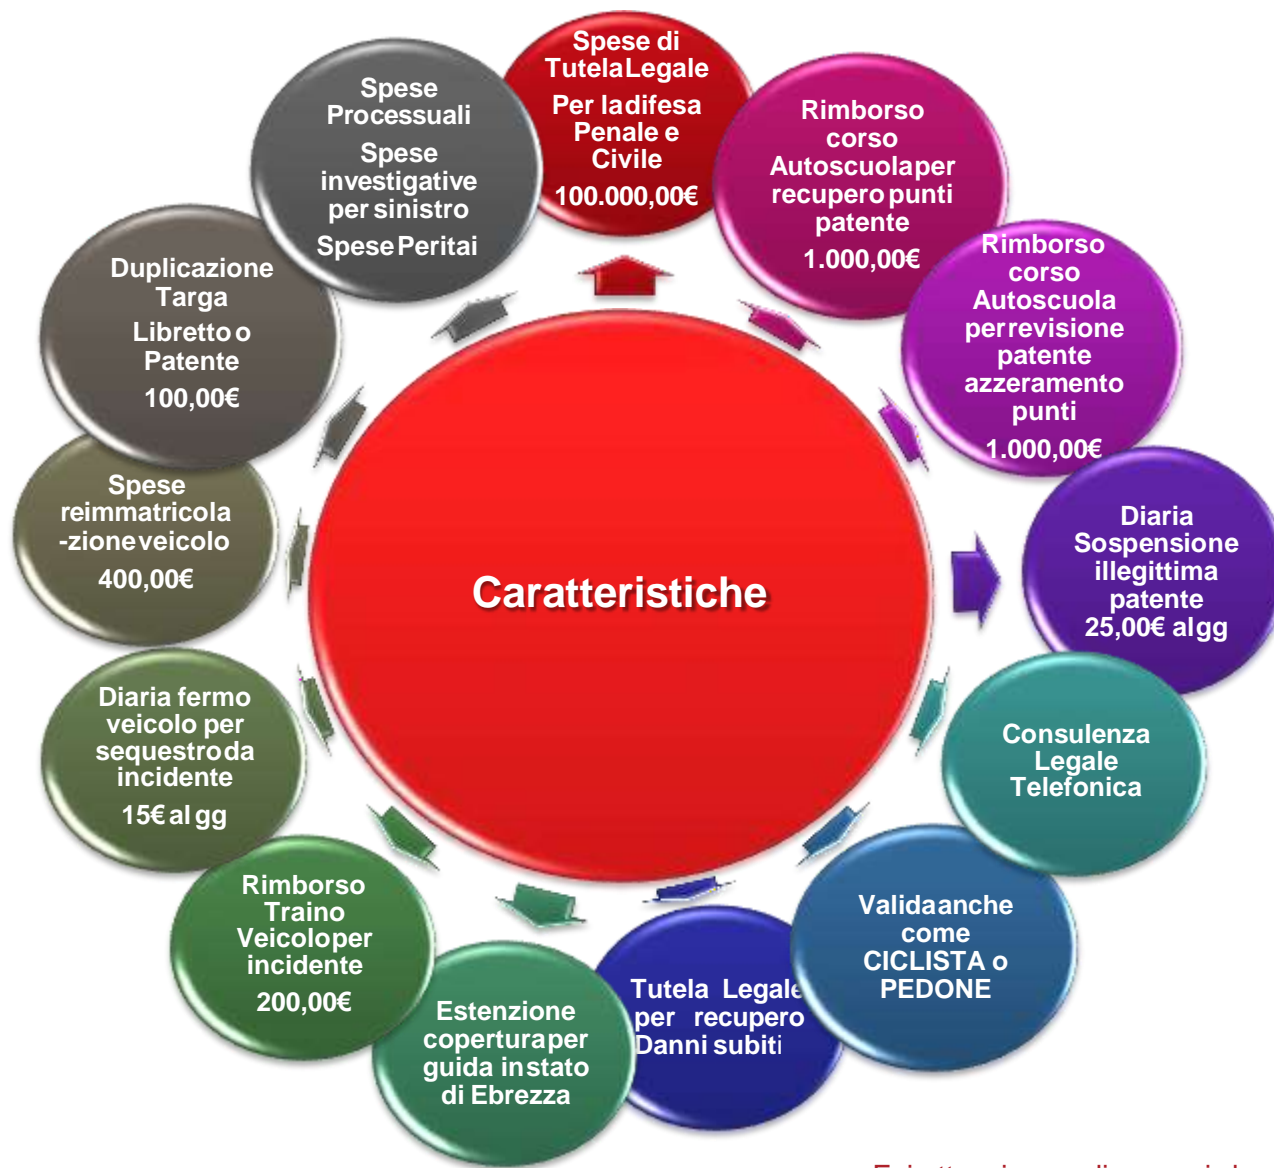 Spese di
Tutela Legale
Per la difesa
Penale e
Civile
100.000,00€
Rimborso
corso
Autoscuola per
recupero punti
patente
1.000,00€
Rimborso
corso
Autoscuola
per revisione
patente
azzeramento
punti
1.000,00€
Diaria
Sospensione
illegittima
patente
25,00€ al gg
Consulenza
Legale
Telefonica
Valida anche
come
CICLISTA o
PEDONE
Tutela Legale
per recupero
Danni subiti
Estenzione
copertura per
guida in stato
di Ebrezza
Rimborso
Traino
Veicolo per
incidente
200,00€
Diaria fermo
veicolo per
sequestro da
incidente
15€ al gg
Spese
reimmatricola
-zione veicolo
400,00€
Duplicazione
Targa
Libretto o
Patente
100,00€
Spese
Processuali
Spese
investigative
per sinistro
Spese Peritai
Caratteristiche